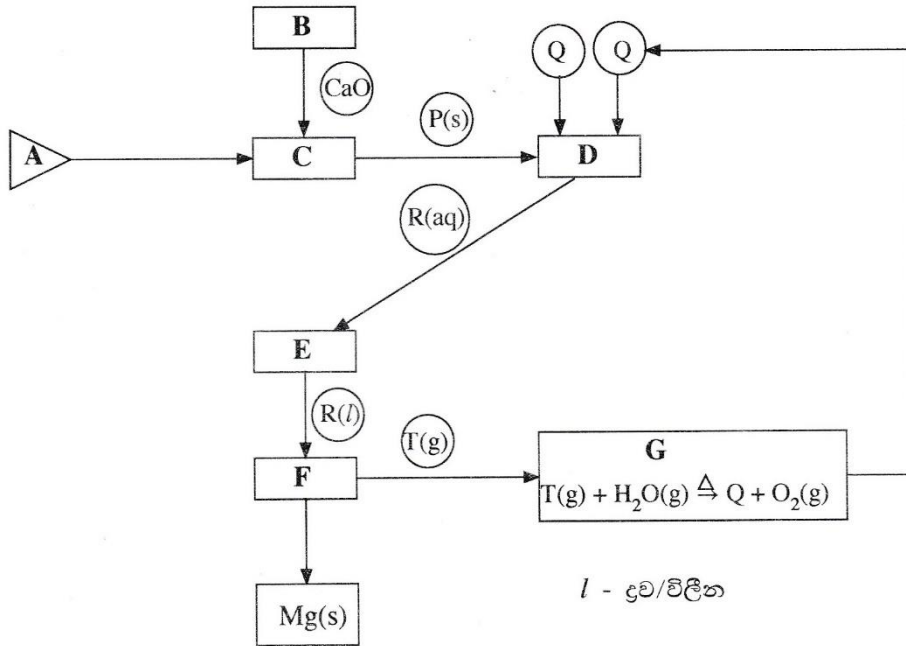 B
Q Q
CaO
P(s)
A
C
D
R(aq)
E
R(l)
T(g)
F
G
T(g) + H₂O(g) ⇒ Q + O₂(g)
Δ
Mg(s)
l - ද්‍රව/විලීන